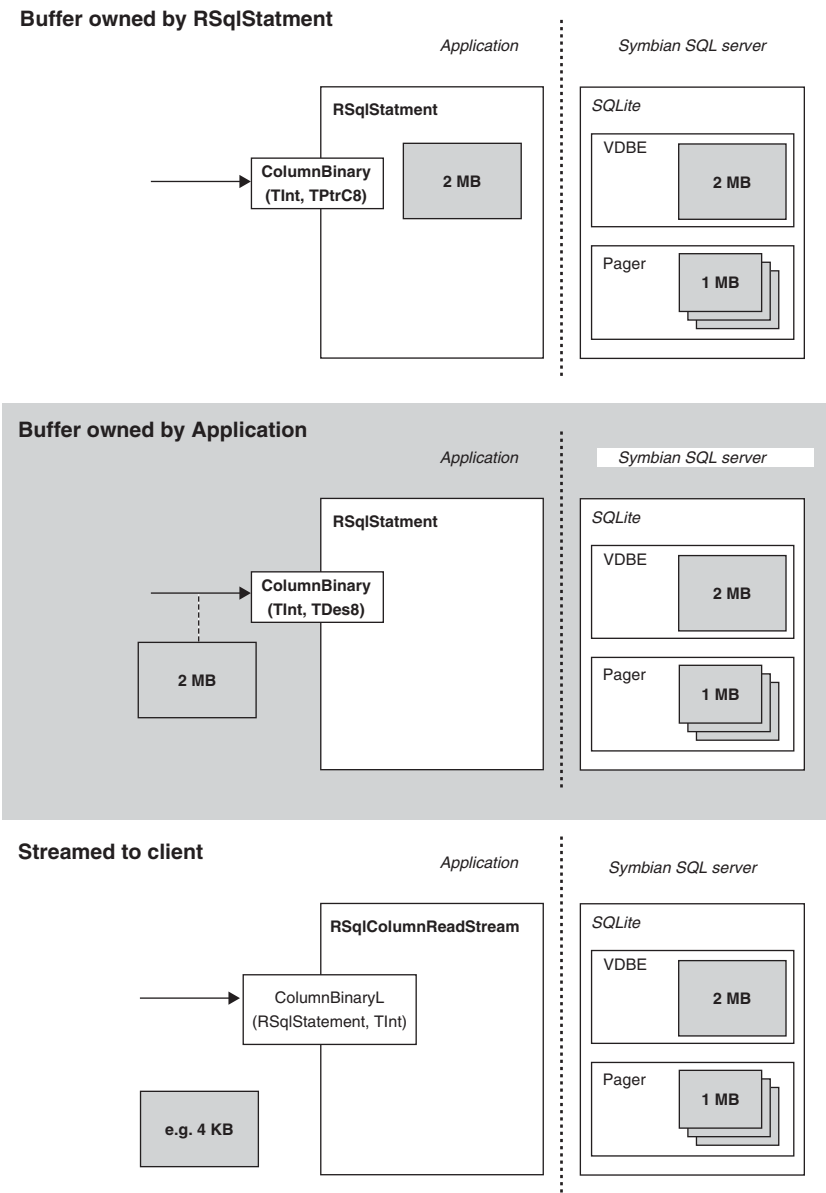 Buffer owned by RSqlStatment
Application
Symbian SQL server
RSqlStatment
SQLite
VDBE
ColumnBinary
(TInt, TPtrC8)
2 MB
2 MB
Pager
1 MB
Buffer owned by Application
Application
Symbian SQL server
RSqlStatment
SQLite
VDBE
ColumnBinary
(TInt, TDes8)
2 MB
2 MB
Pager
1 MB
Streamed to client
Application
Symbian SQL server
RSqlColumnReadStream
SQLite
VDBE
ColumnBinaryL
(RSqlStatement, TInt)
2 MB
Pager
1 MB
e.g. 4 KB